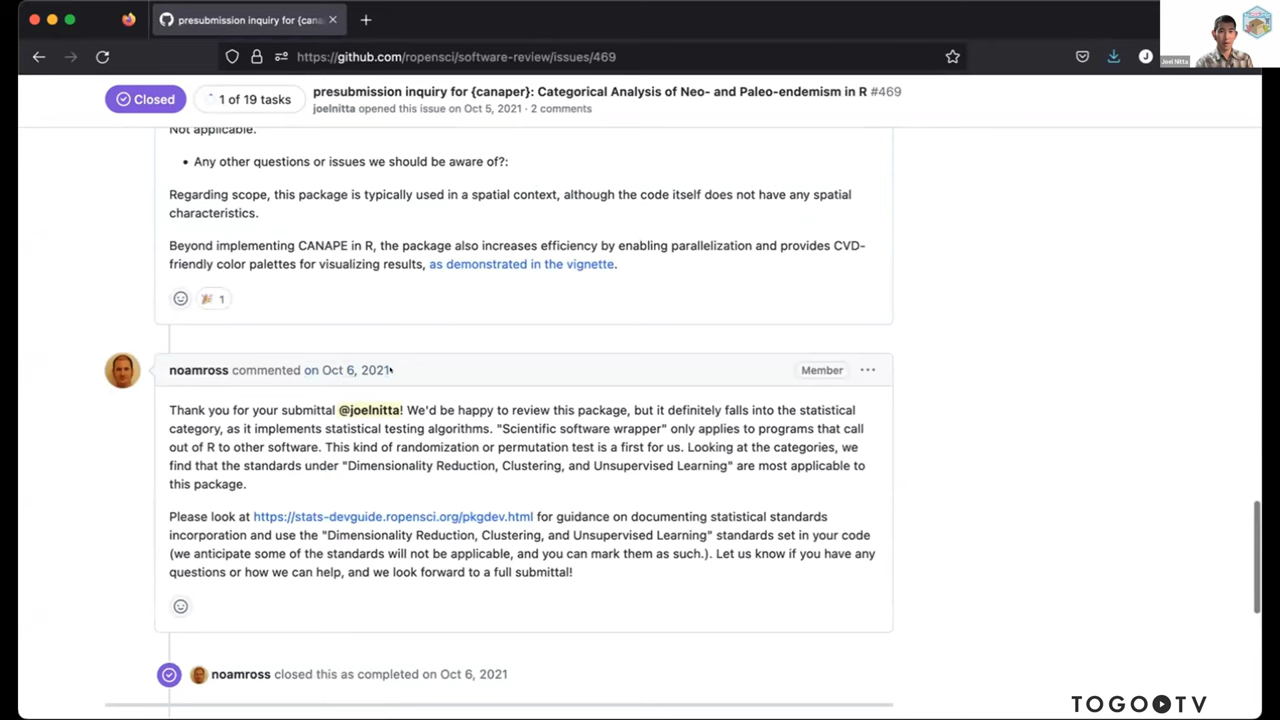 presubmission inquiry for {cana
https://github.com/ropensci/software-review/issues/469
J
Joel Nitta
Closed
1 of 19 tasks
presubmission inquiry for {canaper}: Categorical Analysis of Neo- and Paleo-endemism in R #469
joelnitta opened this issue on Oct 5, 2021 · 2 comments
Not applicable.
• Any other questions or issues we should be aware of?:
Regarding scope, this package is typically used in a spatial context, although the code itself does not have any spatial
characteristics.
Beyond implementing CANAPE in R, the package also increases efficiency by enabling parallelization and provides CVD-
friendly color palettes for visualizing results, as demonstrated in the vignette.
1
noamross commented on Oct 6, 2021
Member
Thank you for your submittal @joelnitta! We'd be happy to review this package, but it definitely falls into the statistical
category, as it implements statistical testing algorithms. "Scientific software wrapper" only applies to programs that call
out of R to other software. This kind of randomization or permutation test is a first for us. Looking at the categories, we
find that the standards under "Dimensionality Reduction, Clustering, and Unsupervised Learning" are most applicable to
this package.
Please look at https://stats-devguide.ropensci.org/pkgdev.html for guidance on documenting statistical standards
incorporation and use the "Dimensionality Reduction, Clustering, and Unsupervised Learning" standards set in your code
(we anticipate some of the standards will not be applicable, and you can mark them as such.). Let us know if you have any
questions or how we can help, and we look forward to a full submittal!
noamross closed this as completed on Oct 6, 2021
TOGO TV